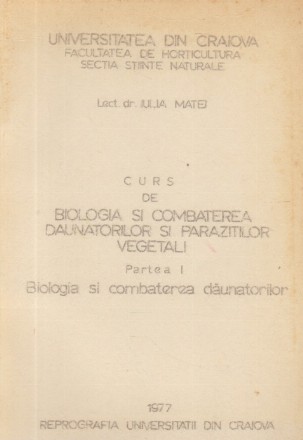 UNIVERSITATEA DIN CRAIOVA
FACULTATEA DE HORTICULTURA
SECTIA STIINTE NATURALE
Lect. dr. IULIA MATEI
CURS
DE
BIOLOGIA SI COMBATEREA
DAUNATORILOR SI PARAZITILOR
VEGETALI
Partea I
Biologia si combaterea dăunatorilor
1977
REPROGRAFIA UNIVERSITATII DIN CRAIOVA